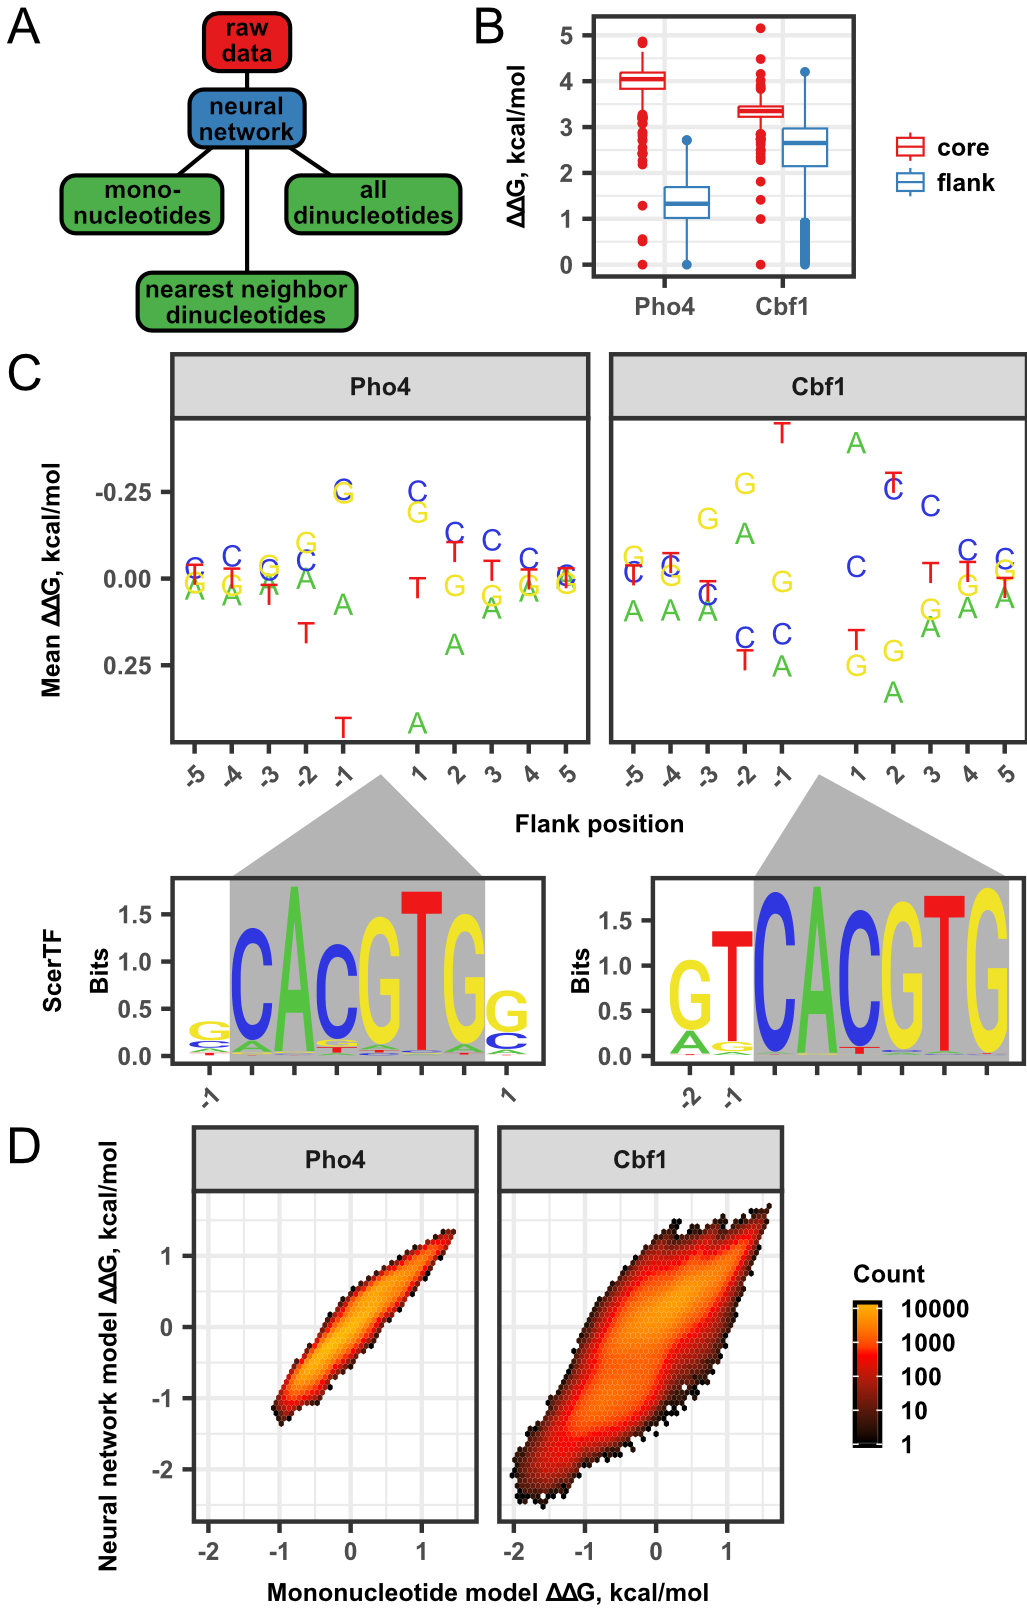 A
raw
data
neural
network
mono-
nucleotides
all
dinucleotides
nearest neighbor
dinucleotides
B
ΔΔG, kcal/mol
5
4
3
2
1
0
Pho4
Cbf1
core
flank
C
Pho4
Cbf1
Mean ΔΔG, kcal/mol
-0.25
0.00
0.25
-5 -4 -3 -2 -1 1 2 3 4 5
-5 -4 -3 -2 -1 1 2 3 4 5
Flank position
ScerTF
Bits
1.5
1.0
0.5
0.0
G CACGTG G
C C
-1 1
Bits
1.5
1.0
0.5
0.0
GTCACGTG
A G
-2 -1
D
Pho4
Cbf1
Neural network model ΔΔG, kcal/mol
1
0
-1
-2
-2 -1 0 1
-2 -1 0 1
Mononucleotide model ΔΔG, kcal/mol
Count
10000
1000
100
10
1